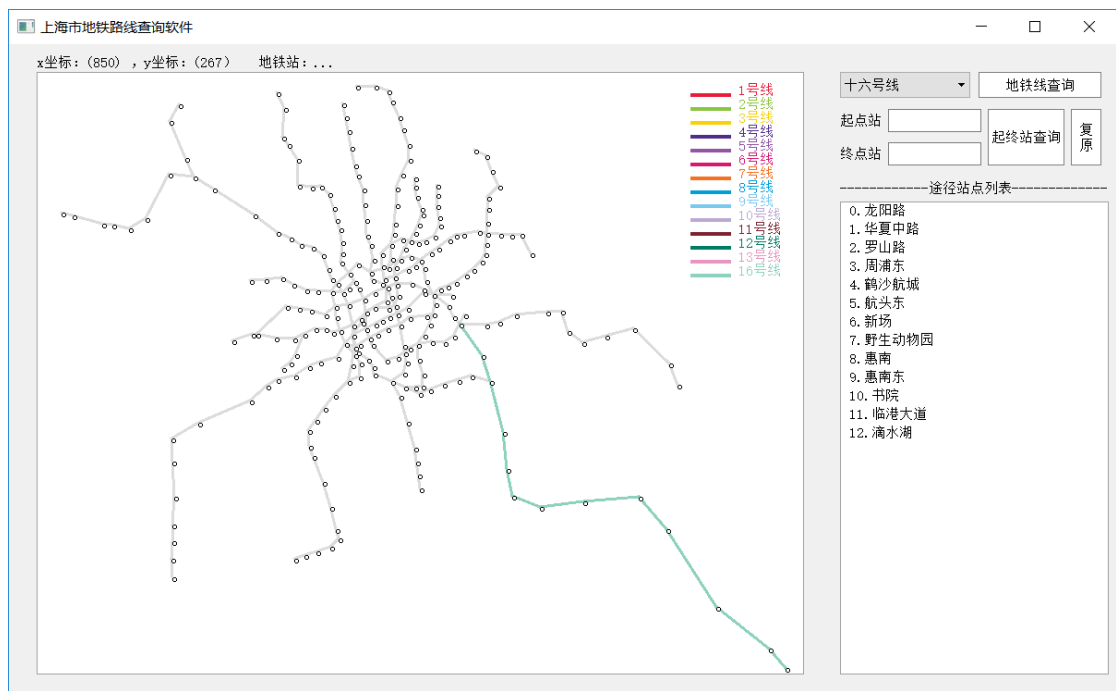 上海市地铁路线查询软件
x坐标：(850) ，y坐标：(267) 地铁站：...
1号线
2号线
3号线
4号线
5号线
6号线
7号线
8号线
9号线
10号线
11号线
12号线
13号线
16号线
十六号线
地铁线查询
起点站
终点站
起终站查询
复
原
------------途径站点列表-------------
0.龙阳路
1.华夏中路
2.罗山路
3.周浦东
4.鹤沙航城
5.航头东
6.新场
7.野生动物园
8.惠南
9.惠南东
10.书院
11.临港大道
12.滴水湖